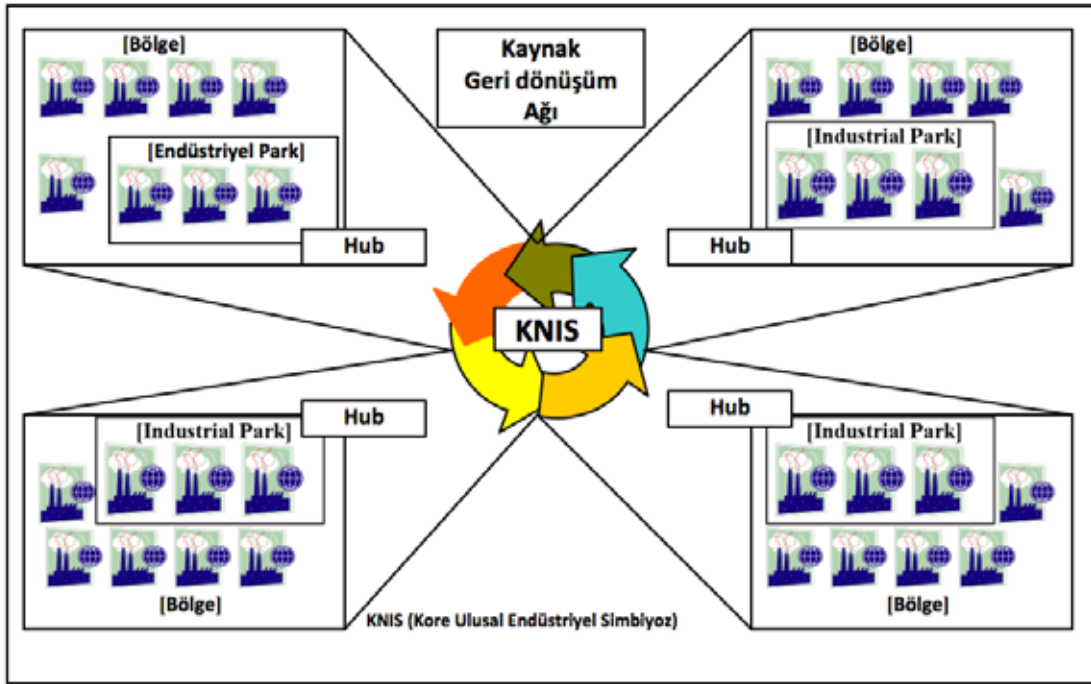 [Bölge]
[Endüstriyel Park]
Hub
Kaynak
Geri dönüşüm
Ağı
[Bölge]
[Industrial Park]
Hub
KNIS
Hub
[Industrial Park]
[Bölge]
Hub
[Industrial Park]
[Bölge]
KNIS (Kore Ulusal Endüstriyel Simbiyoz)